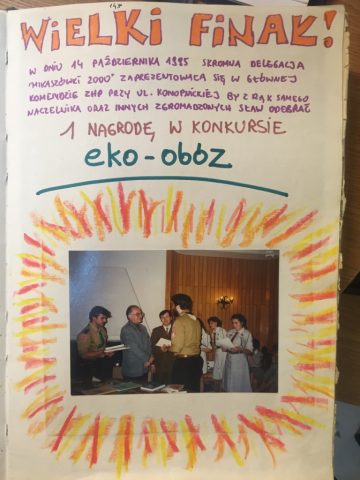 WIELKI FINAŁ!
W DNIU 14 PAŹDZIERNIKA 1995 SKROMNA DELEGACJA
"MIKASZÓWKI 2000" ZAPREZENTOWAŁA SIĘ W GŁÓWNEJ
KOMENDZIE ZHP PRZY UL. KONOPNICKIEJ BY Z RĄK SAMEGO
NACZELNIKA ORAZ INNYCH ZGROMADZONYCH SŁAW ODEBRAĆ
1 NAGRODĘ W KONKURSIE
eko-obóz